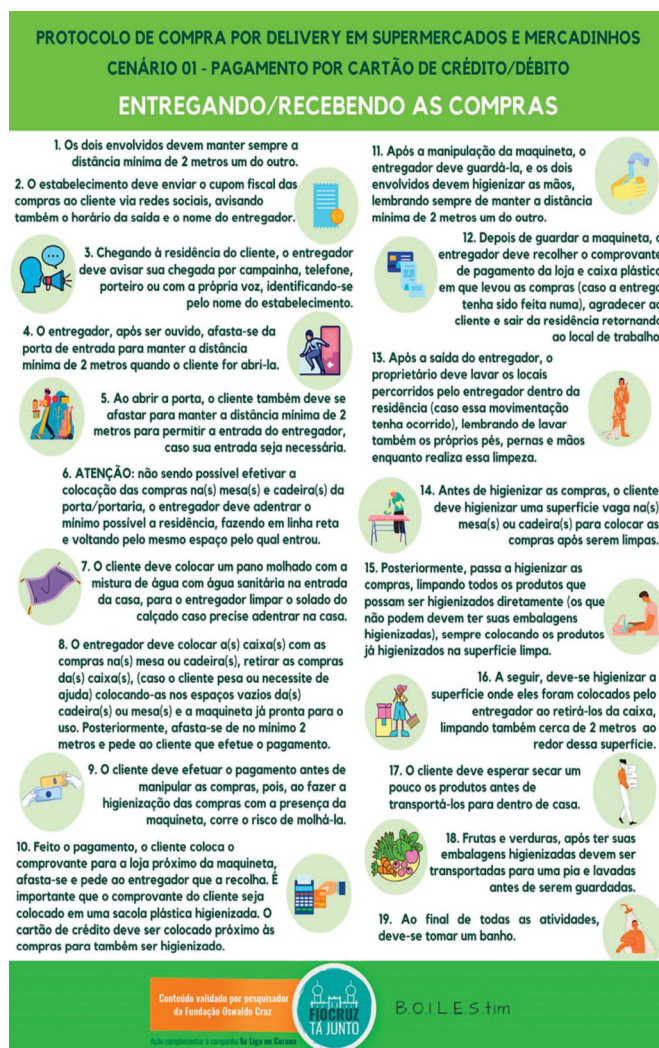 PROTOCOLO DE COMPRA POR DELIVERY EM SUPERMERCADOS E MERCADINHOS
CENÁRIO 01 - PAGAMENTO POR CARTÃO DE CRÉDITO/DÉBITO
ENTREGANDO/RECEBENDO AS COMPRAS
1. Os dois envolvidos devem manter sempre a
distância mínima de 2 metros um do outro.
2. O estabelecimento deve enviar o cupom fiscal das
compras ao cliente via redes sociais, avisando
também o horário da saída e o nome do entregador.
3. Chegando à residência do cliente, o entregador
deve avisar sua chegada por campainha, telefone,
porteiro ou com a própria voz, identificando-se
pelo nome do estabelecimento.
4. O entregador, após ser ouvido, afasta-se da
porta de entrada para manter a distância
mínima de 2 metros quando o cliente for abri-la.
5. Ao abrir a porta, o cliente também deve se
afastar para manter a distância mínima de 2
metros para permitir a entrada do entregador,
caso sua entrada seja necessária.
6. ATENÇÃO: não sendo possível efetivar a
colocação das compras na(s) mesa(s) e cadeira(s) da
porta/portaria, o entregador deve adentrar o
mínimo possível a residência, fazendo em linha reta
e voltando pelo mesmo espaço pelo qual entrou.
7. O cliente deve colocar um pano molhado com a
mistura de água com água sanitária na entrada
da casa, para o entregador limpar o solado do
calçado caso precise adentrar na casa.
8. O entregador deve colocar a(s) caixa(s) com as
compras na(s) mesa ou cadeira(s), retirar as compras
da(s) caixa(s), (caso o cliente peça ou necessite de
ajuda) colocando-as nos espaços vazios da(s)
cadeira(s) ou mesa(s) e a maquineta já pronta para o
uso. Posteriormente, afasta-se de no mínimo 2
metros e pede ao cliente que efetue o pagamento.
9. O cliente deve efetuar o pagamento antes de
manipular as compras, pois, ao fazer a
higienização das compras com a presença da
maquineta, corre o risco de molhá-la.
10. Feito o pagamento, o cliente coloca o
comprovante para a loja próximo da maquineta,
afasta-se e pede ao entregador que a recolha. É
importante que o comprovante do cliente seja
colocado em uma sacola plástica higienizada. O
cartão de crédito deve ser colocado próximo às
compras para também ser higienizado.
11. Após a manipulação da maquineta, o
entregador deve guardá-la, e os dois
envolvidos devem higienizar as mãos,
lembrando sempre de manter a distância
mínima de 2 metros um do outro.
12. Depois de guardar a maquineta, o
entregador deve recolher o comprovante
de pagamento da loja e caixa plástica
em que levou as compras (caso a entrega
tenha sido feita numa), agradecer ao
cliente e sair da residência retornando
ao local de trabalho
13. Após a saída do entregador, o
proprietário deve lavar os locais
percorridos pelo entregador dentro da
residência (caso essa movimentação
tenha ocorrido), lembrando de lavar
também os próprios pés, pernas e mãos
enquanto realiza essa limpeza.
14. Antes de higienizar as compras, o cliente
deve higienizar uma superfície vaga na(s)
mesa(s) ou cadeira(s) para colocar as
compras após serem limpas.
15. Posteriormente, passa a higienizar as
compras, limpando todos os produtos que
possam ser higienizados diretamente (os que
não podem devem ter suas embalagens
higienizadas), sempre colocando os produtos
já higienizados na superfície limpa.
16. A seguir, deve-se higienizar a
superfície onde eles foram colocados pelo
entregador ao retirá-los da caixa,
limpando também cerca de 2 metros ao
redor dessa superfície.
17. O cliente deve esperar secar um
pouco os produtos antes de
transportá-los para dentro de casa.
18. Frutas e verduras, após ter suas
embalagens higienizadas devem ser
transportadas para uma pia e lavadas
antes de serem guardadas.
19. Ao final de todas as atividades,
deve-se tomar um banho.
Conteúdo validado por pesquisador
da Fundação Oswaldo Cruz
Ação complementa à campanha Se Liga no Corona
FIOCRUZ
TÁ JUNTO
B.O.I.L.E.S.tim